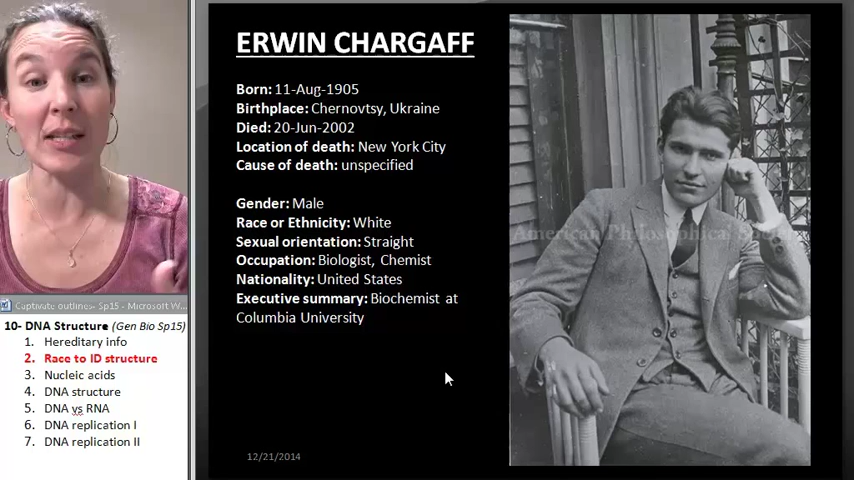 ERWIN CHARGAFF
Born: 11-Aug-1905
Birthplace: Chernovtsy, Ukraine
Died: 20-Jun-2002
Location of death: New York City
Cause of death: unspecified
Gender: Male
Race or Ethnicity: White
Sexual orientation: Straight
Occupation: Biologist, Chemist
Nationality: United States
Executive summary: Biochemist at
Columbia University
12/21/2014
American Philosophical Society
Captivate outlines- Sp15 - Microsoft W...
10- DNA Structure (Gen Bio Sp15)
1. Hereditary info
2. Race to ID structure
3. Nucleic acids
4. DNA structure
5. DNA vs RNA
6. DNA replication I
7. DNA replication II